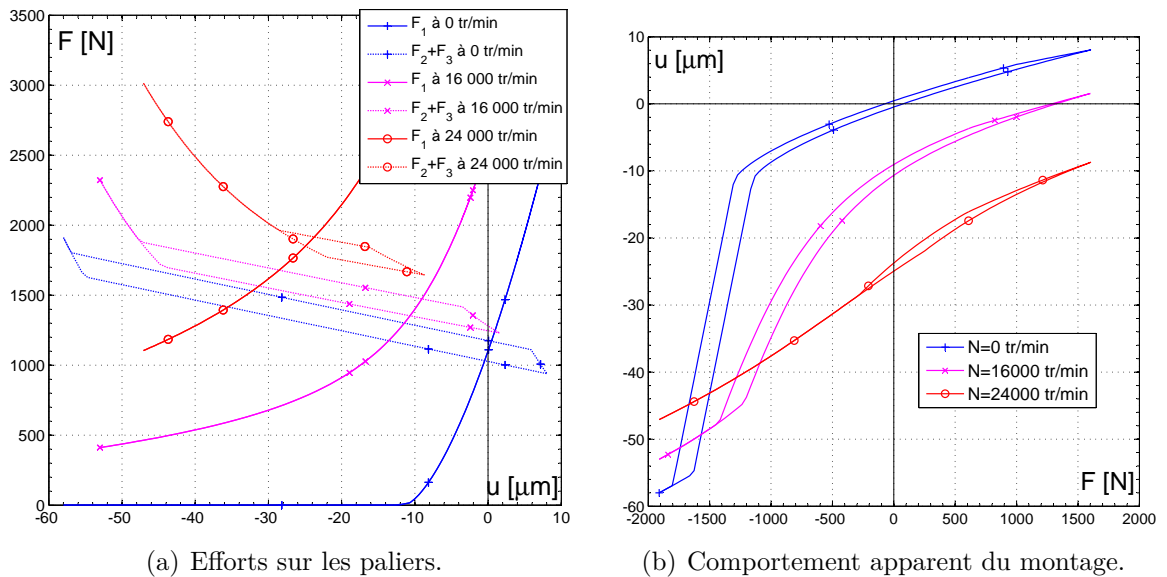 3500
3000
2500
2000
1500
1000
500
0
F [N]
F1 à 0 tr/min
F2+F3 à 0 tr/min
F1 à 16 000 tr/min
F2+F3 à 16 000 tr/min
F1 à 24 000 tr/min
F2+F3 à 24 000 tr/min
u [μm]
-60 -50 -40 -30 -20 -10 0 10
(a) Efforts sur les paliers.
10
0
-10
-20
-30
-40
-50
-60
u [μm]
N=0 tr/min
N=16000 tr/min
N=24000 tr/min
F [N]
-2000 -1500 -1000 -500 0 500 1000 1500 2000
(b) Comportement apparent du montage.